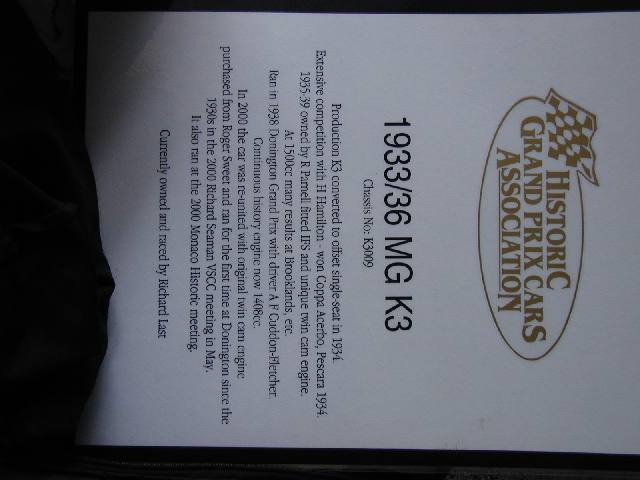 HISTORIC
GRAND PRIX CARS
ASSOCIATION
1933/36 MG K3
Chassis No: K3009
Production K3 converted to offset single-seat in 1934.
Extensive competition with H Hamilton - won Coppa Acerbo, Pescara 1934.
1935-39 owned by R Parnell fitted IFS and unique twin cam engine.
At 1500cc many results at Brooklands, etc.
Ran in 1938 Donington Grand Prix with driver A F Cuddon-Fletcher.
Continuous history engine now 1408cc.
In 2000 the car was re-united with original twin cam engine
purchased from Roger Sweet and ran for the first time at Donington since the
1930s in the 2000 Richard Seaman VSCC meeting in May.
It also ran at the 2000 Monaco Historic meeting.
Currently owned and raced by Richard Last